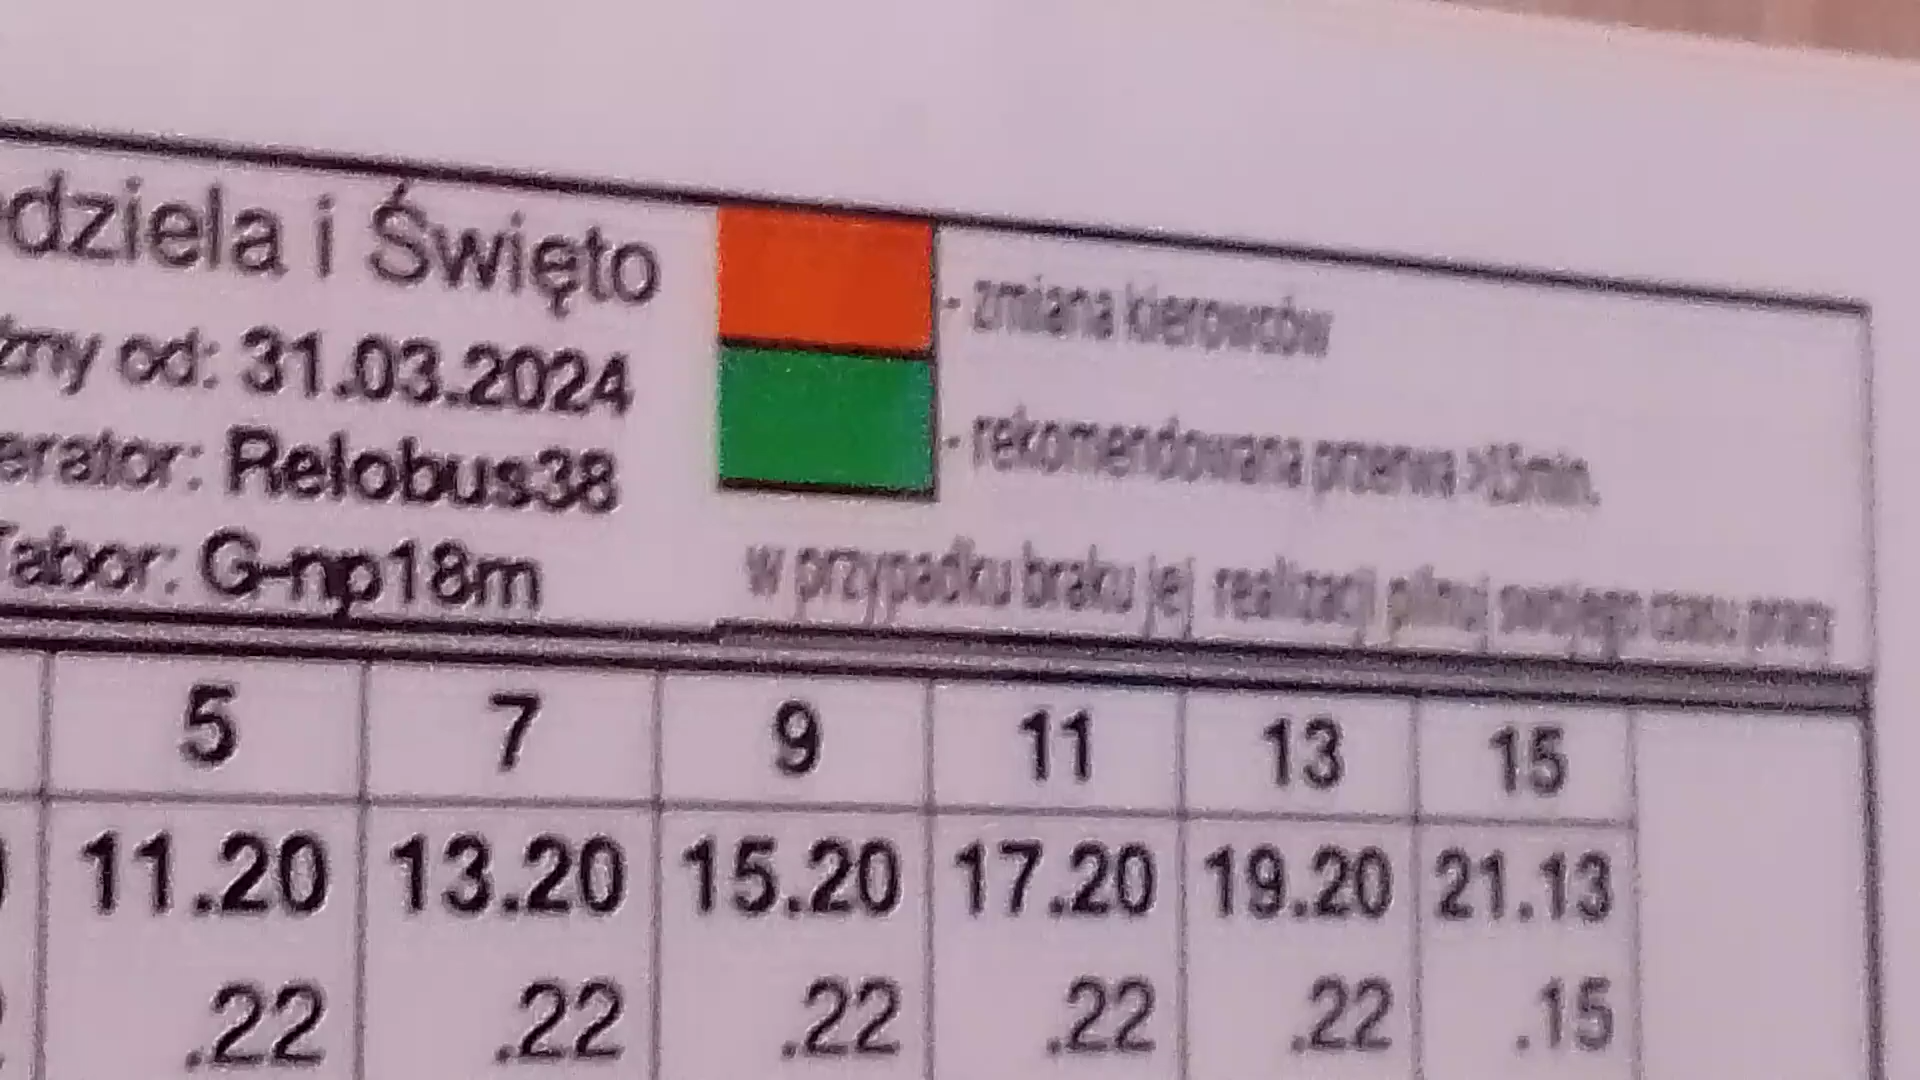 edziela i Święto
- zmiana kierowców
żny od: 31.03.2024
- rekomendowana przerwa >15min.
erator: Relobus38
Tabor: G-np18m
w przypadku braku jej realizacji pilnuj swojego czasu pracy
5 7 9 11 13 15
11.20 13.20 15.20 17.20 19.20 21.13
.22 .22 .22 .22 .22 .15